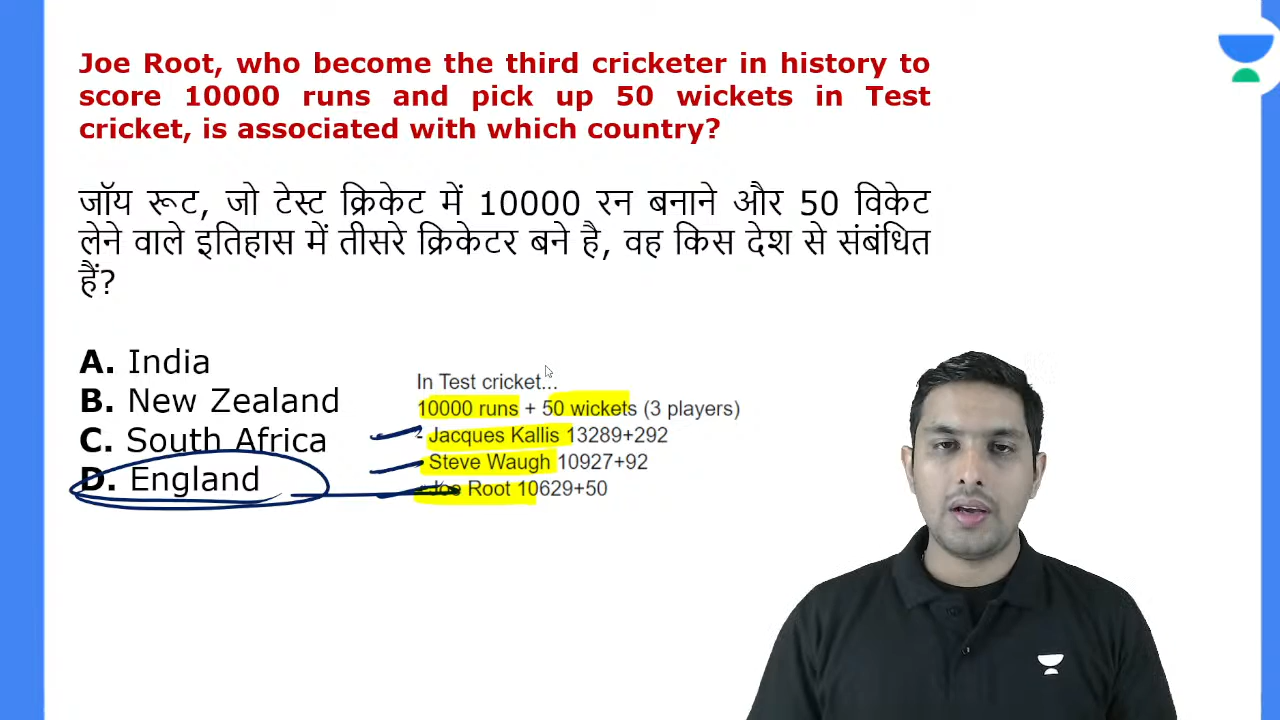 Joe Root, who become the third cricketer in history to
score 10000 runs and pick up 50 wickets in Test
cricket, is associated with which country?
जॉय रूट, जो टेस्ट क्रिकेट में 10000 रन बनाने और 50 विकेट
लेने वाले इतिहास में तीसरे क्रिकेटर बने है, वह किस देश से संबंधित
हैं?
A. India
B. New Zealand
C. South Africa
D. England
In Test cricket...
10000 runs + 50 wickets (3 players)
- Jacques Kallis 13289+292
- Steve Waugh 10927+92
- Joe Root 10629+50